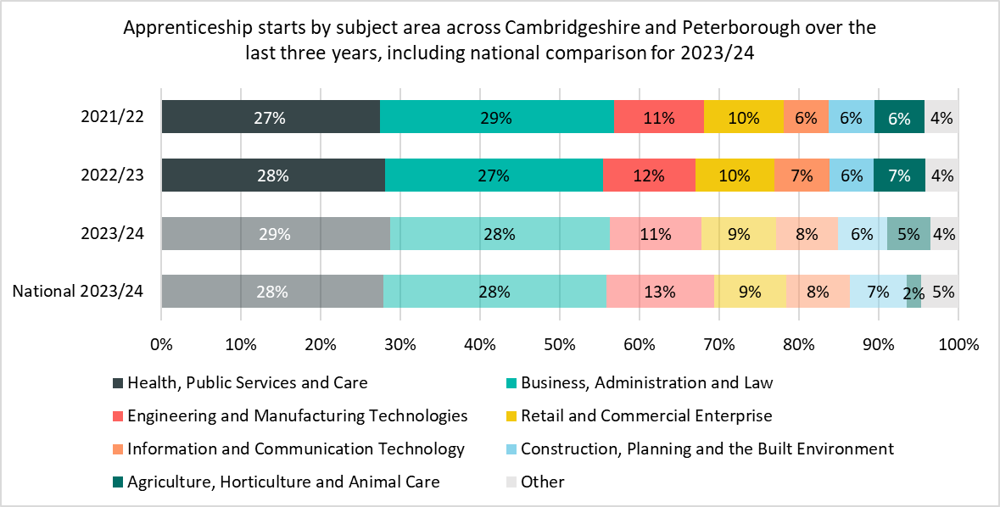 Apprenticeship starts by subject area across Cambridgeshire and Peterborough over the
last three years, including national comparison for 2023/24
2021/22 27% 29% 11% 10% 6% 6% 6% 4%
2022/23 28% 27% 12% 10% 7% 6% 7% 4%
2023/24 29% 28% 11% 9% 8% 6% 5% 4%
National 2023/24 28% 28% 13% 9% 8% 7% 2% 5%
0% 10% 20% 30% 40% 50% 60% 70% 80% 90% 100%
Health, Public Services and Care Business, Administration and Law
Engineering and Manufacturing Technologies Retail and Commercial Enterprise
Information and Communication Technology Construction, Planning and the Built Environment
Agriculture, Horticulture and Animal Care Other